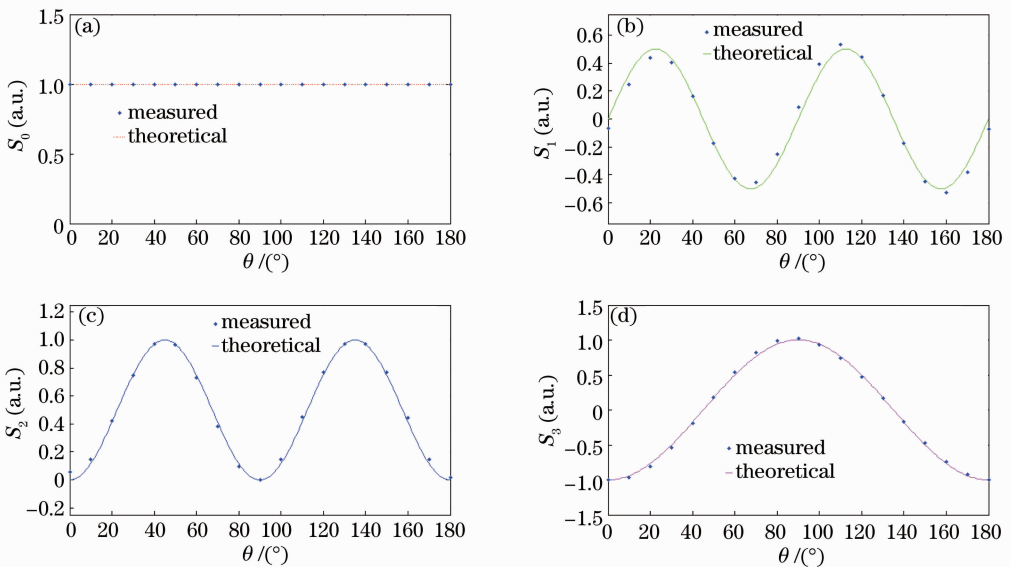 (a)
1.5
1.0
0.5
0
S0 (a.u.)
measured
theoretical
0 20 40 60 80 100 120 140 160 180
θ /(°)
(b)
0.6
0.4
0.2
0
−0.2
−0.4
−0.6
S1 (a.u.)
measured
theoretical
0 20 40 60 80 100 120 140 160 180
θ /(°)
(c)
1.2
1.0
0.8
0.6
0.4
0.2
0
−0.2
S2 (a.u.)
measured
theoretical
0 20 40 60 80 100 120 140 160 180
θ /(°)
(d)
1.5
1.0
0.5
0
−0.5
−1.0
−1.5
S3 (a.u.)
measured
theoretical
0 20 40 60 80 100 120 140 160 180
θ /(°)